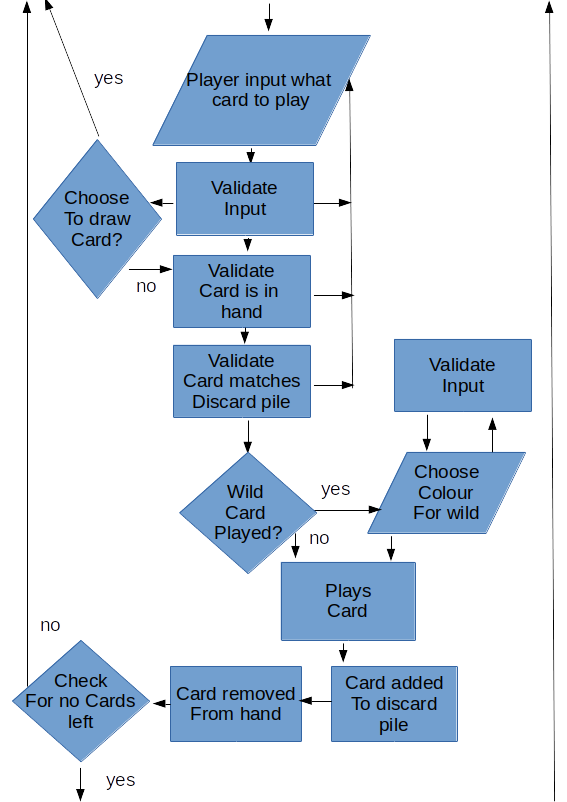 yes
Player input what
card to play
Choose
To draw
Card?
Validate
Input
no
Validate
Card is in
hand
Validate
Card matches
Discard pile
Validate
Input
Wild
Card
Played?
yes
no
Choose
Colour
For wild
Plays
Card
no
Check
For no Cards
left
Card removed
From hand
Card added
To discard
pile
yes